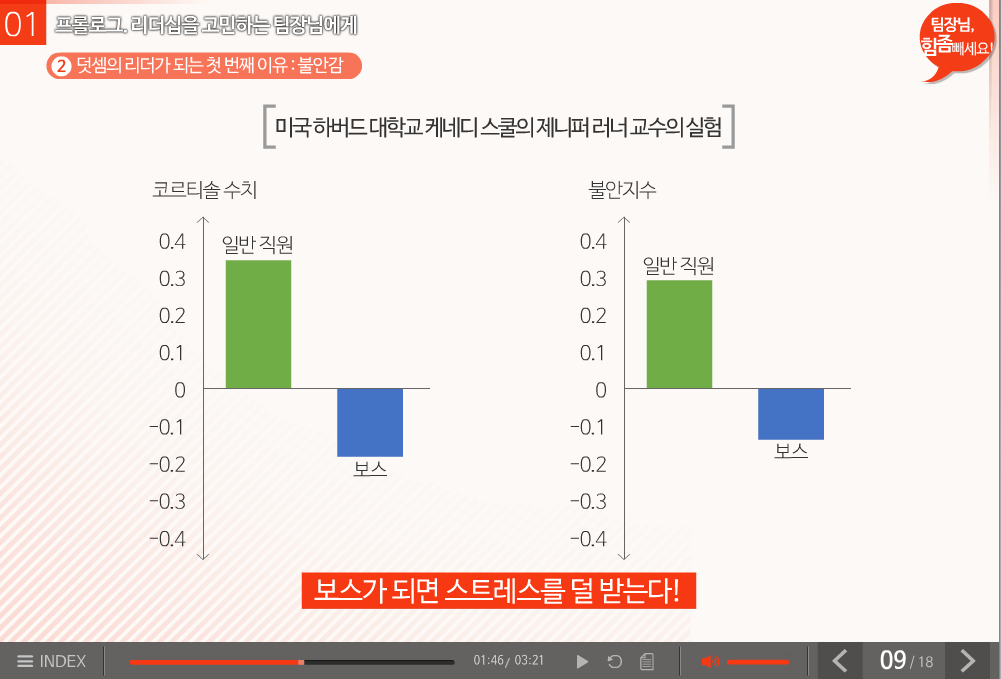 01 프롤로그. 리더십을 고민하는 팀장님에게
팀장님,
힘좀빼세요!
2 덧셈의 리더가 되는 첫 번째 이유 : 불안감
[미국 하버드 대학교 케네디 스쿨의 제니퍼 러너 교수의 실험]
코르티솔 수치
0.4
0.3
0.2
0.1
0
-0.1
-0.2
-0.3
-0.4
일반 직원
보스
불안지수
0.4
0.3
0.2
0.1
0
-0.1
-0.2
-0.3
-0.4
일반 직원
보스
보스가 되면 스트레스를 덜 받는다!
INDEX 01:46 / 03:21 09 / 18